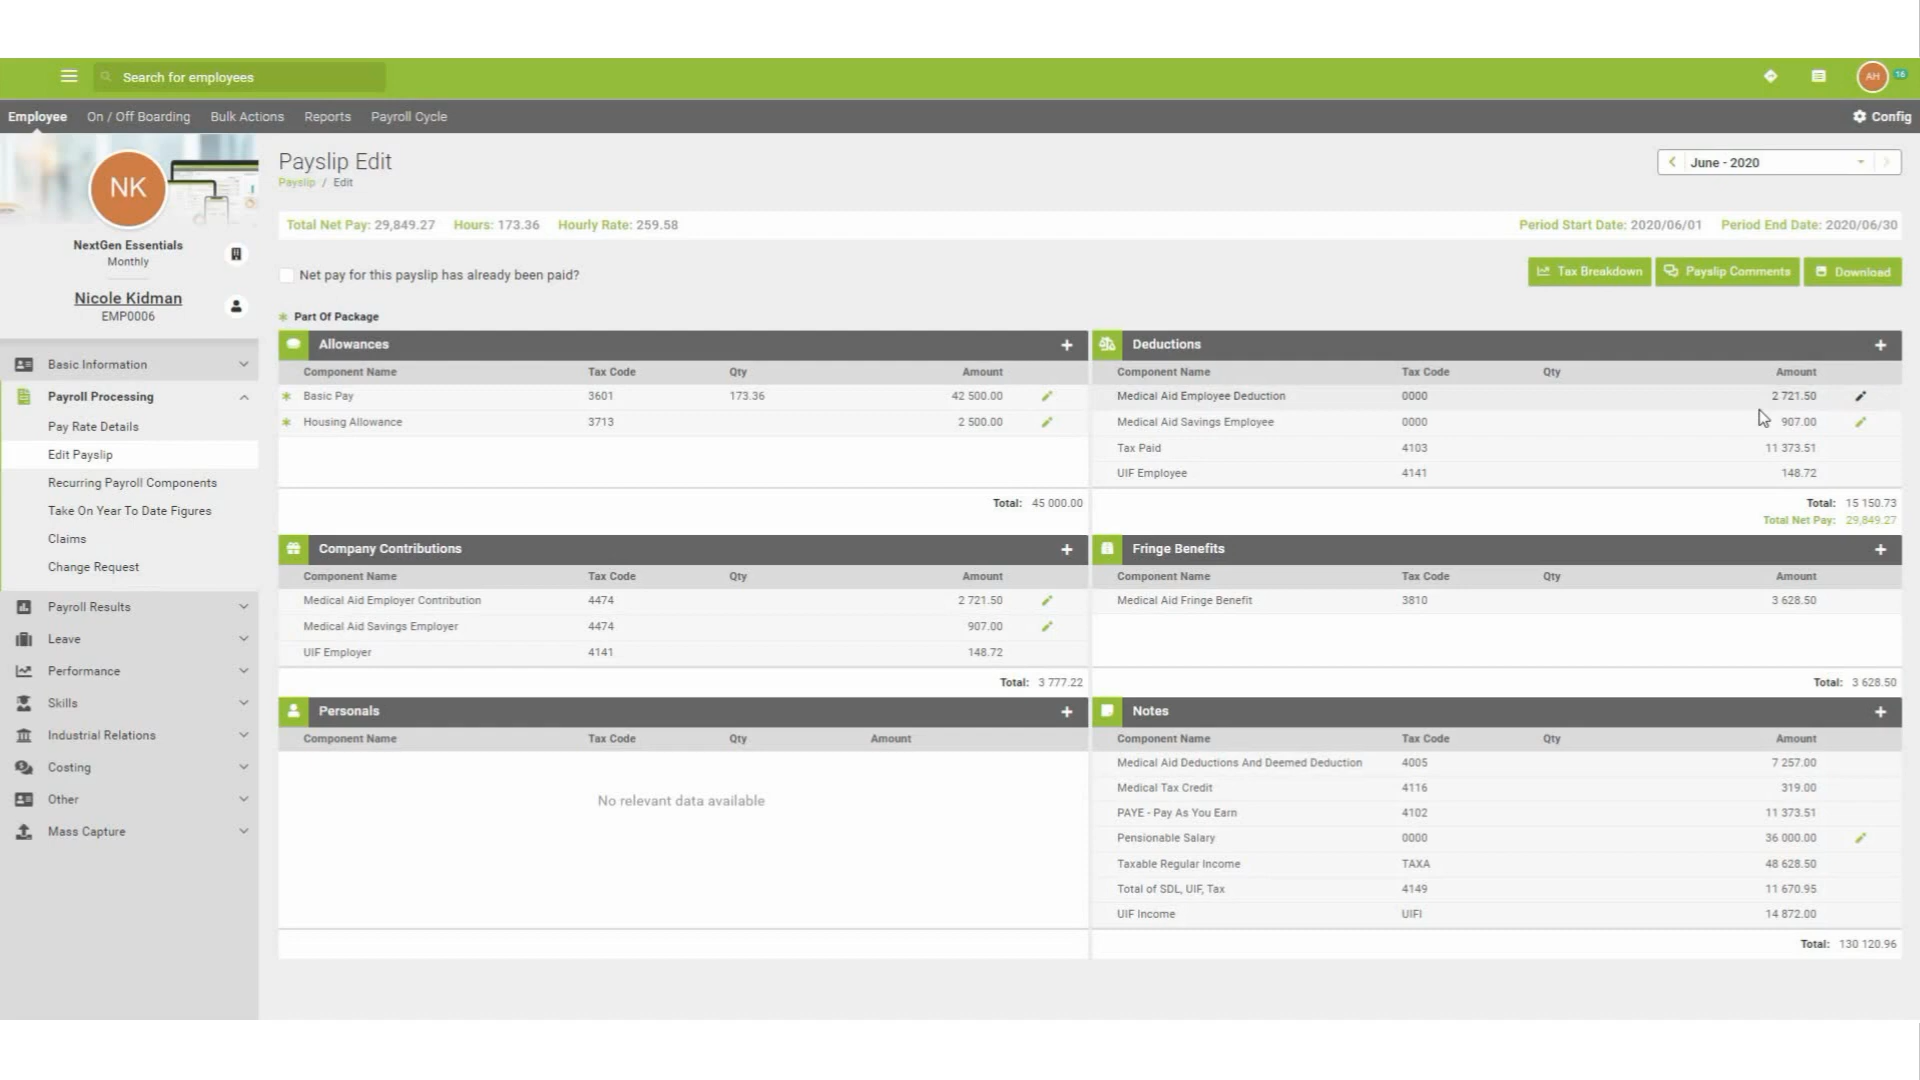 Search for employees
AH
16
Employee On / Off Boarding Bulk Actions Reports Payroll Cycle Config
NK
NextGen Essentials
Monthly
Nicole Kidman
EMP0006
Basic Information
Payroll Processing
Pay Rate Details
Edit Payslip
Recurring Payroll Components
Take On Year To Date Figures
Claims
Change Request
Payroll Results
Leave
Performance
Skills
Industrial Relations
Costing
Other
Mass Capture
Payslip Edit
Payslip / Edit
June - 2020
Total Net Pay: 29,849.27 Hours: 173.36 Hourly Rate: 259.58 Period Start Date: 2020/06/01 Period End Date: 2020/06/30
Net pay for this payslip has already been paid?
Tax Breakdown Payslip Comments Download
* Part Of Package
Allowances +
Component Name Tax Code Qty Amount
* Basic Pay 3601 173.36 42 500.00
* Housing Allowance 3713 2 500.00
Total: 45 000.00
Deductions +
Component Name Tax Code Qty Amount
Medical Aid Employee Deduction 0000 2 721.50
Medical Aid Savings Employee 0000 907.00
Tax Paid 4103 11 373.51
UIF Employee 4141 148.72
Total: 15 150.73
Total Net Pay: 29,849.27
Company Contributions +
Component Name Tax Code Qty Amount
Medical Aid Employer Contribution 4474 2 721.50
Medical Aid Savings Employer 4474 907.00
UIF Employer 4141 148.72
Total: 3 777.22
Fringe Benefits +
Component Name Tax Code Qty Amount
Medical Aid Fringe Benefit 3810 3 628.50
Total: 3 628.50
Personals +
Component Name Tax Code Qty Amount
No relevant data available
Notes +
Component Name Tax Code Qty Amount
Medical Aid Deductions And Deemed Deduction 4005 7 257.00
Medical Tax Credit 4116 319.00
PAYE - Pay As You Earn 4102 11 373.51
Pensionable Salary 0000 36 000.00
Taxable Regular Income TAXA 48 628.50
Total of SDL, UIF, Tax 4149 11 670.95
UIF Income UIFI 14 872.00
Total: 130 120.96